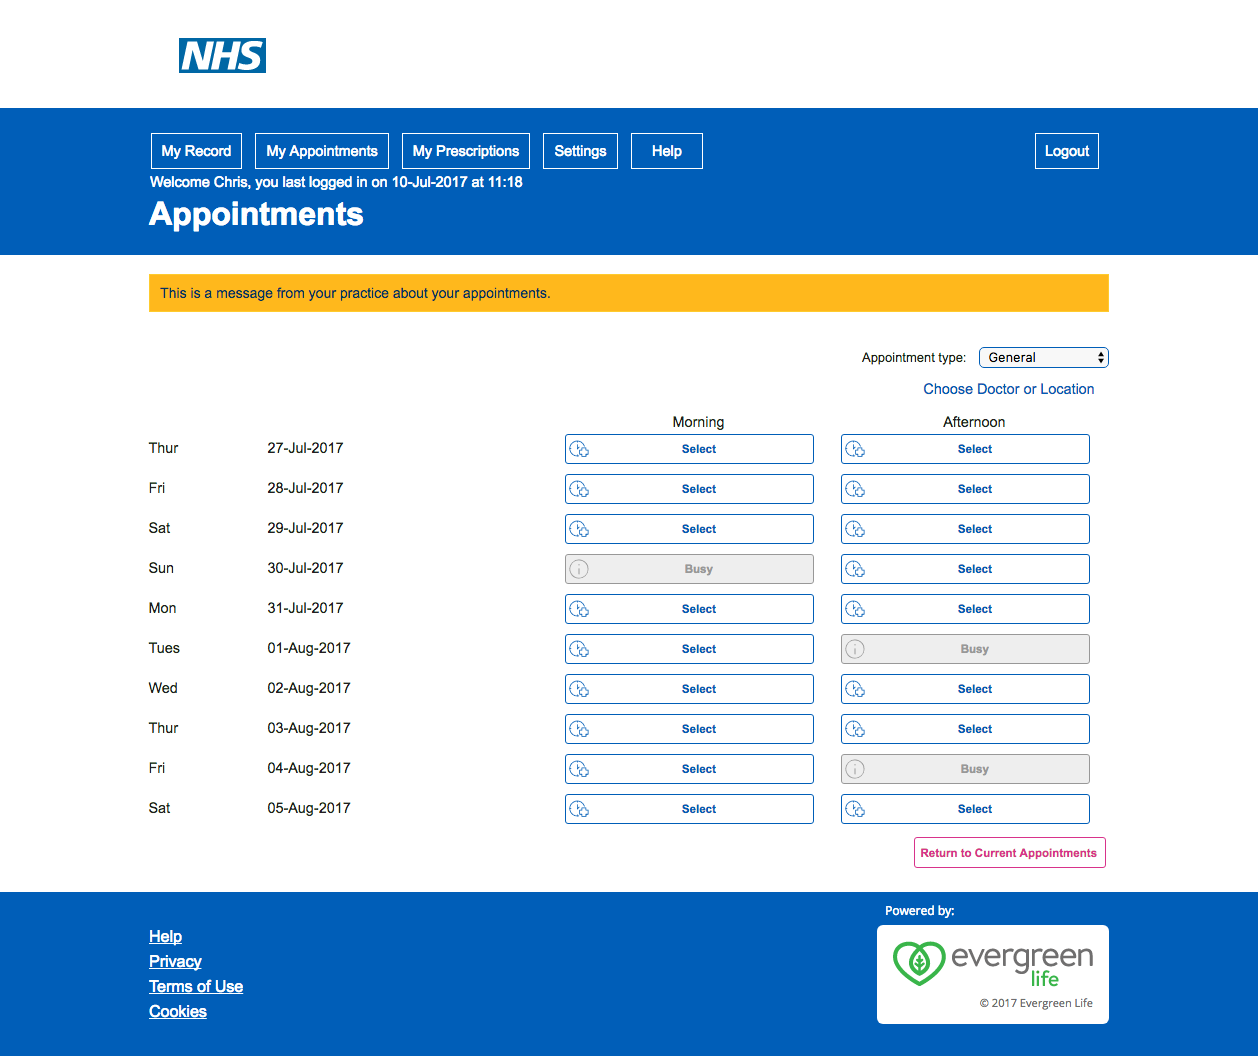 NHS
My Record My Appointments My Prescriptions Settings Help Logout
Welcome Chris, you last logged in on 10-Jul-2017 at 11:18
Appointments
This is a message from your practice about your appointments.
Appointment type: General
Choose Doctor or Location
Morning Afternoon
Thur 27-Jul-2017 Select Select
Fri 28-Jul-2017 Select Select
Sat 29-Jul-2017 Select Select
Sun 30-Jul-2017 Busy Select
Mon 31-Jul-2017 Select Select
Tues 01-Aug-2017 Select Busy
Wed 02-Aug-2017 Select Select
Thur 03-Aug-2017 Select Select
Fri 04-Aug-2017 Select Busy
Sat 05-Aug-2017 Select Select
Return to Current Appointments
Help
Privacy
Terms of Use
Cookies
Powered by:
evergreen
life
© 2017 Evergreen Life